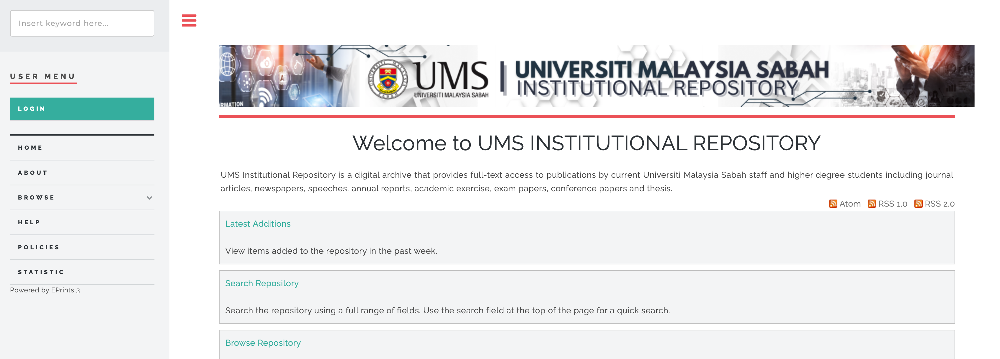 Insert keyword here...
USER MENU
LOGIN
HOME
ABOUT
BROWSE
HELP
POLICIES
STATISTIC
Powered by EPrints 3
AI
RMATION
UNIVERSITI MALAYSIA
SABAH
UMS
UNIVERSITI MALAYSIA SABAH
UNIVERSITI MALAYSIA SABAH
INSTITUTIONAL REPOSITORY
Welcome to UMS INSTITUTIONAL REPOSITORY
UMS Institutional Repository is a digital archive that provides full-text access to publications by current Universiti Malaysia Sabah staff and higher degree students including journal
articles, newspapers, speeches, annual reports, academic exercise, exam papers, conference papers and thesis.
Atom RSS 1.0 RSS 2.0
Latest Additions
View items added to the repository in the past week.
Search Repository
Search the repository using a full range of fields. Use the search field at the top of the page for a quick search.
Browse Repository